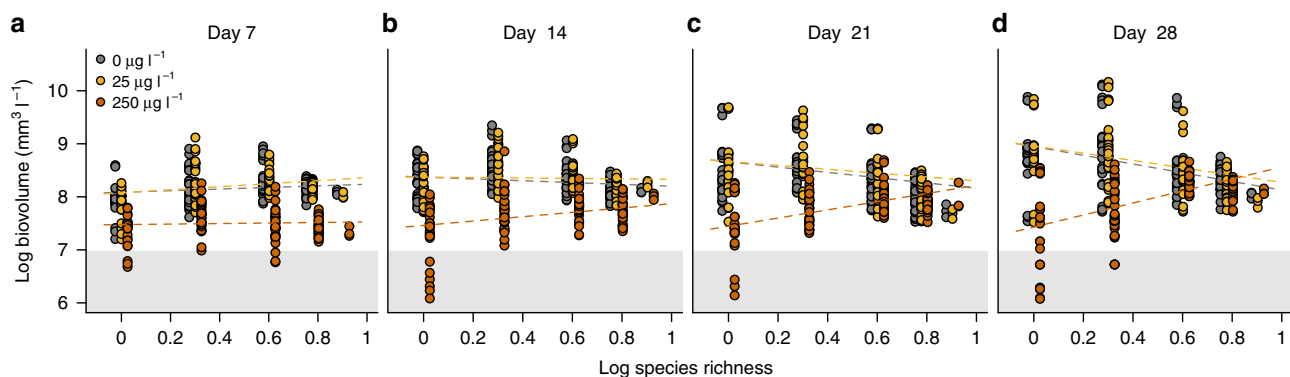 a
Day 7
b
Day 14
c
Day 21
d
Day 28
0 μg l⁻¹
25 μg l⁻¹
250 μg l⁻¹
Log biovolume (mm³ l⁻¹)
10
9
8
7
6
0 0.2 0.4 0.6 0.8 1
0 0.2 0.4 0.6 0.8 1
0 0.2 0.4 0.6 0.8 1
0 0.2 0.4 0.6 0.8 1
Log species richness